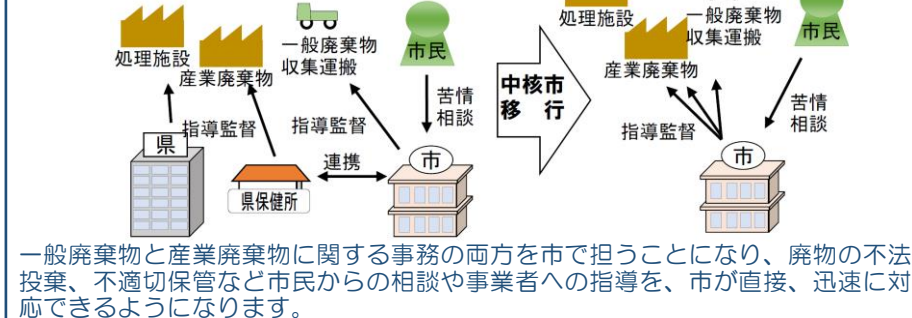 処理施設
産業廃棄物
一般廃棄物
収集運搬
市民
苦情
相談
指導監督
指導監督
県
県保健所
連携
市
中核市
移行
処理施設
一般廃棄物
収集運搬
産業廃棄物
市民
苦情
相談
指導監督
市
一般廃棄物と産業廃棄物に関する事務の両方を市で担うことになり、廃物の不法
投棄、不適切保管など市民からの相談や事業者への指導を、市が直接、迅速に対
応できるようになります。